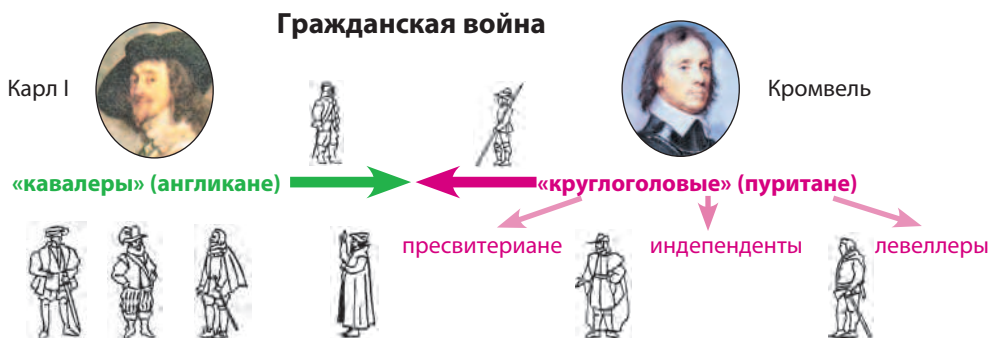 Гражданская война
Карл I
Кромвель
«кавалеры» (англикане)
«круглоголовые» (пуритане)
пресвитериане
индепенденты
левеллеры